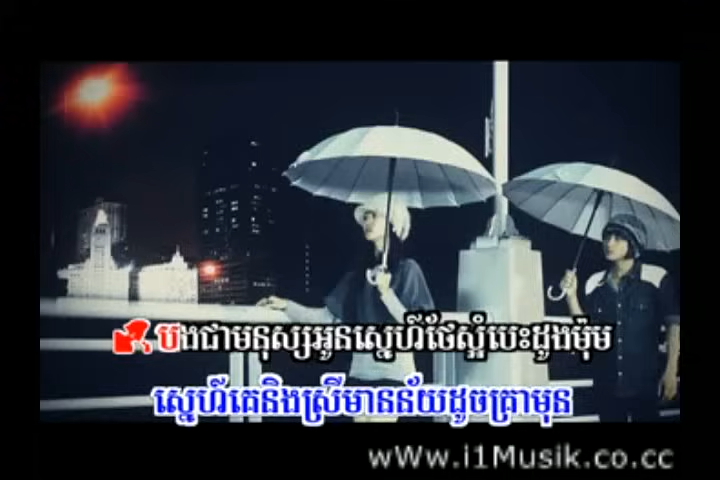 បងជាមនុស្សអូនស្នេហ៍ថែស្អំបេះដូងម៉ុម
ស្នេហ៍គេនិងស្រីមានន័យដូចគ្រាមុន
wWw.i1Musik.co.cc